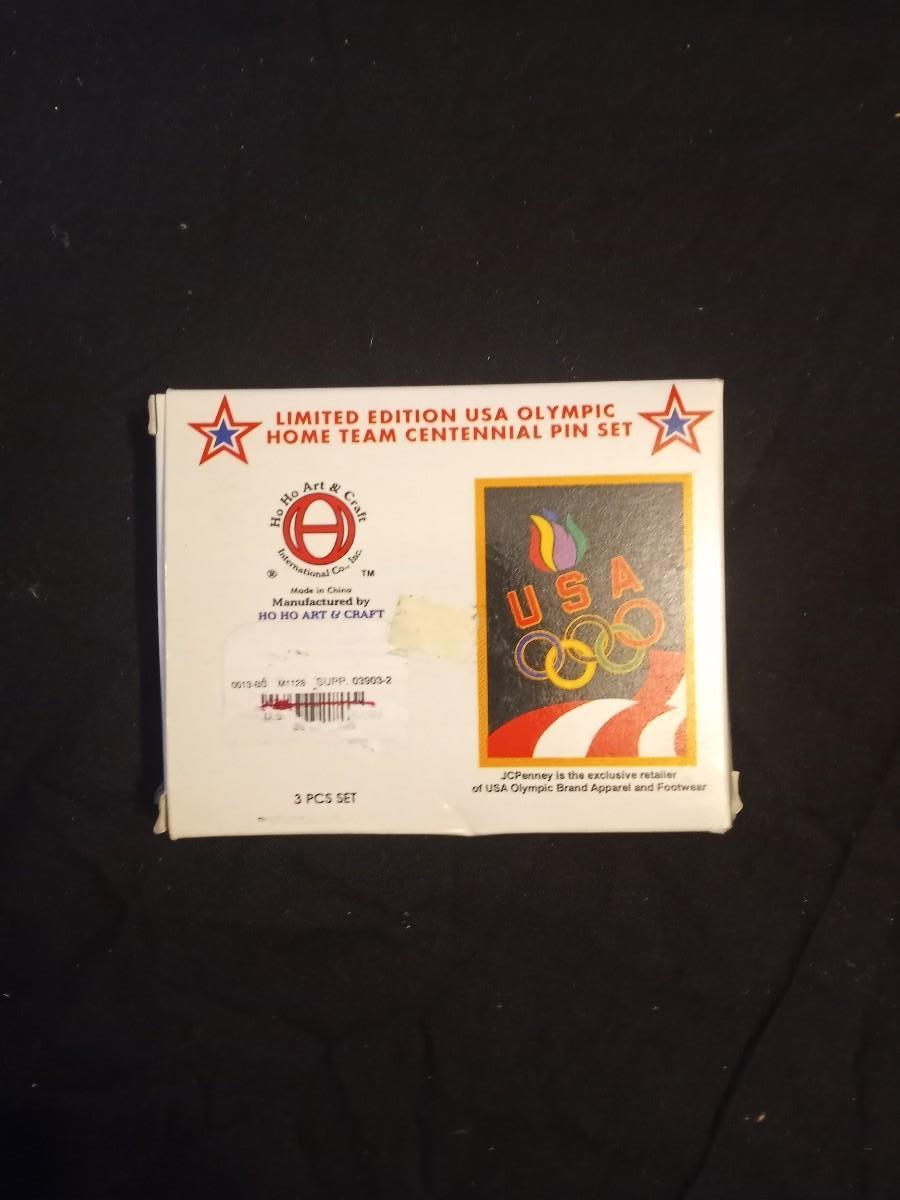 LIMITED EDITION USA OLYMPIC
HOME TEAM CENTENNIAL PIN SET
Ho Ho Art & Craft
International Co., Inc.
® TM
Made in China
Manufactured by
HO HO ART & CRAFT
M1128 SUPP. 03903-2
3 PCS SET
USA
JCPenney is the exclusive retailer
of USA Olympic Brand Apparel and Footwear